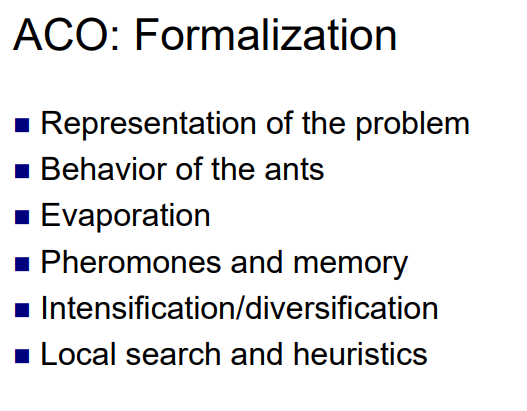 ACO: Formalization
Representation of the problem
Behavior of the ants
Evaporation
Pheromones and memory
Intensification/diversification
Local search and heuristics